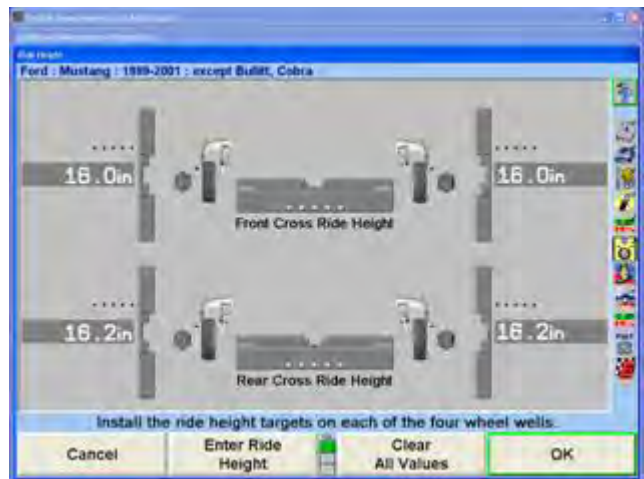 Ford : Mustang : 1999-2001 : except Bullitt, Cobra
16.0in
16.0in
Front Cross Ride Height
16.2in
16.2in
Rear Cross Ride Height
Install the ride height targets on each of the four wheel wells.
Cancel
Enter Ride
Height
Clear
All Values
OK